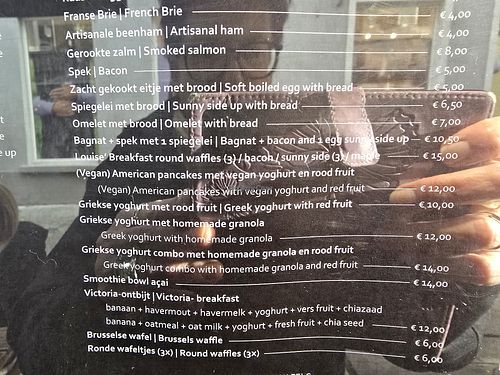 Franse Brie | French Brie € 4,00
Artisanale beenham | Artisanal ham € 4,00
Gerookte zalm | Smoked salmon € 8,00
Spek | Bacon € 5,00
Zacht gekookt eitje met brood | Soft boiled egg with bread € 5,00
Spiegelei met brood | Sunny side up with bread € 6,50
Omelet met brood | Omelet with bread € 7,00
Bagnat + spek met 1 spiegelei | Bagnat + bacon and 1 egg sunny side up € 10,50
Louise' Breakfast round waffles (3) / bacon / sunny side (3) / maple € 15,00
(Vegan) American pancakes met vegan yoghurt en rood fruit
(Vegan) American pancakes with vegan yoghurt and red fruit € 12,00
Griekse yoghurt met rood fruit | Greek yoghurt with red fruit € 10,00
Griekse yoghurt met homemade granola
Greek yoghurt with homemade granola € 12,00
Griekse yoghurt combo met homemade granola en rood fruit
Greek yoghurt combo with homemade granola and red fruit € 14,00
Smoothie bowl açai € 14,00
Victoria-ontbijt | Victoria- breakfast
banaan + havermout + havermelk + yoghurt + vers fruit + chiazaad
banana + oatmeal + oat milk + yoghurt + fresh fruit + chia seed € 12,00
Brusselse wafel | Brussels waffle € 6,00
Ronde wafeltjes (3x) | Round waffles (3x) € 6,00